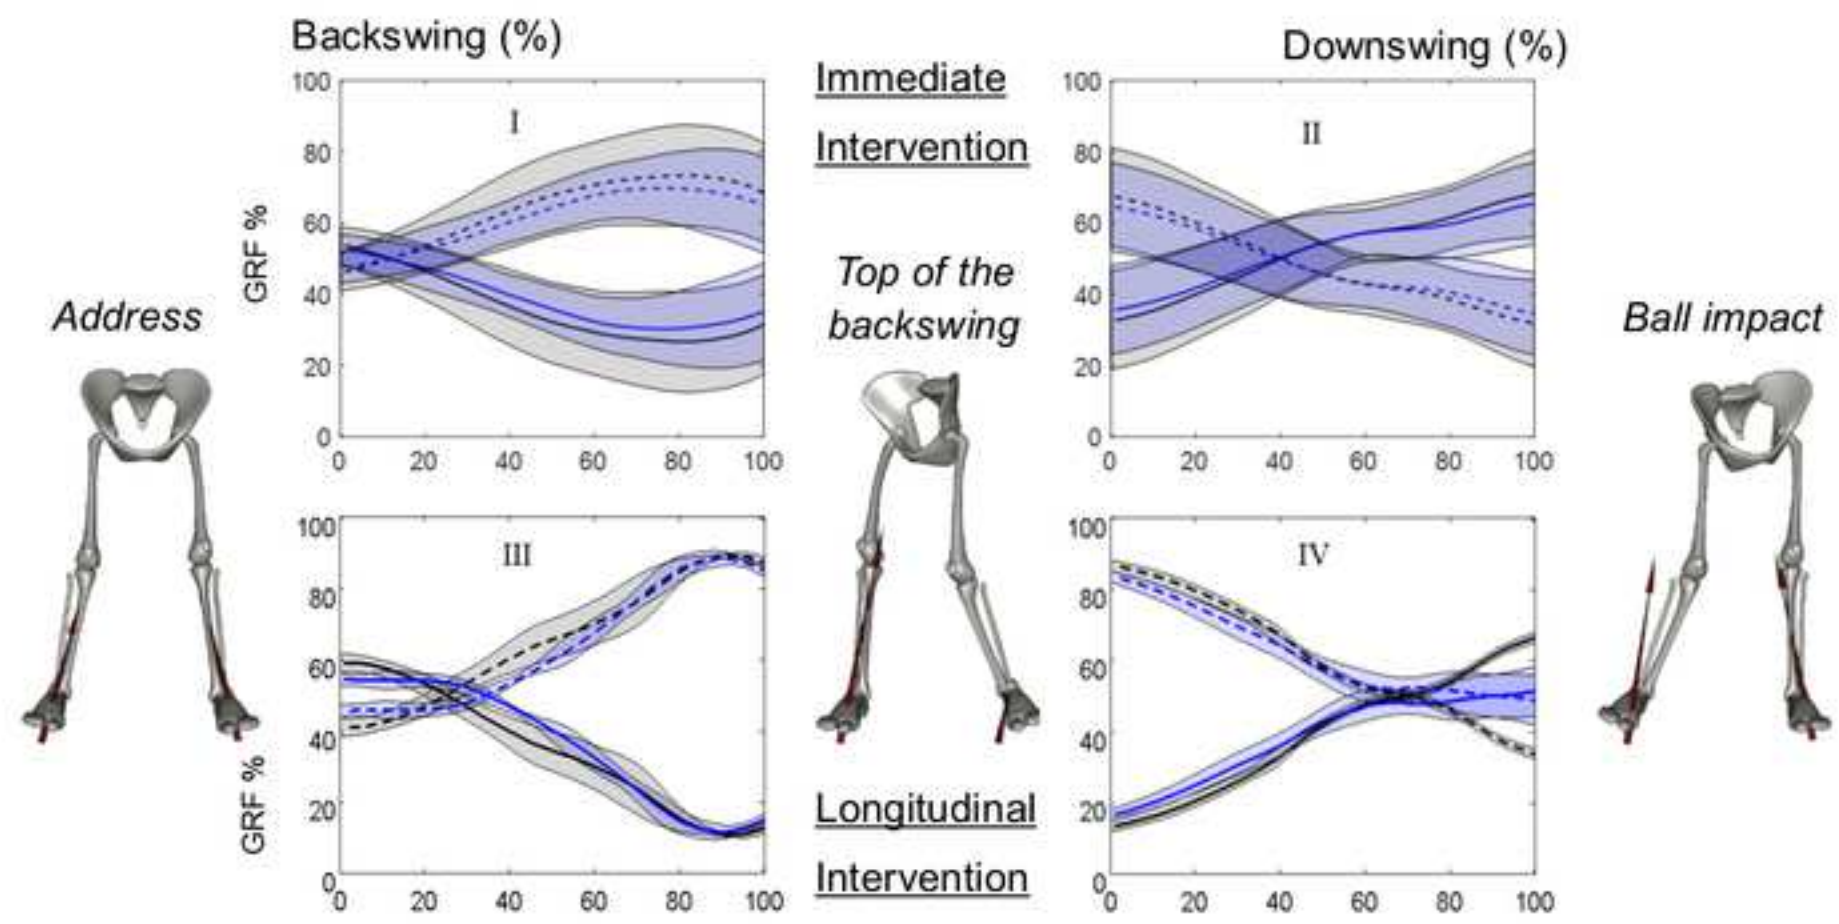 Backswing (%)
Downswing (%)
Immediate
Intervention
100
80
60
40
20
0
GRF %
I
0 20 40 60 80 100
100
80
60
40
20
0
II
0 20 40 60 80 100
Address
Top of the
backswing
Ball impact
100
80
60
40
20
0
GRF %
III
0 20 40 60 80 100
Longitudinal
Intervention
100
80
60
40
20
0
IV
0 20 40 60 80 100